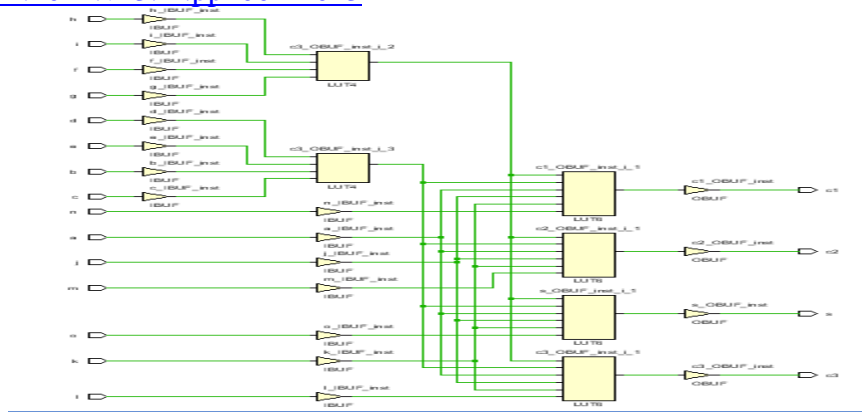 h h_IBUF_inst
IBUF
i i_IBUF_inst
IBUF
c3_OBUF_inst_i_2
LUT4
f f_IBUF_inst
IBUF
g g_IBUF_inst
IBUF
d d_IBUF_inst
IBUF
e e_IBUF_inst
IBUF
c3_OBUF_inst_i_3
LUT4
b b_IBUF_inst
IBUF
c c_IBUF_inst
IBUF
n n_IBUF_inst
IBUF
a a_IBUF_inst
IBUF
j j_IBUF_inst
IBUF
m m_IBUF_inst
IBUF
o o_IBUF_inst
IBUF
k k_IBUF_inst
IBUF
l l_IBUF_inst
IBUF
c1_OBUF_inst_i_1
LUT6
c1_OBUF_inst
OBUF
c1
c2_OBUF_inst_i_1
LUT6
c2_OBUF_inst
OBUF
c2
s_OBUF_inst_i_1
LUT6
s_OBUF_inst
OBUF
s
c3_OBUF_inst_i_1
LUT6
c3_OBUF_inst
OBUF
c3